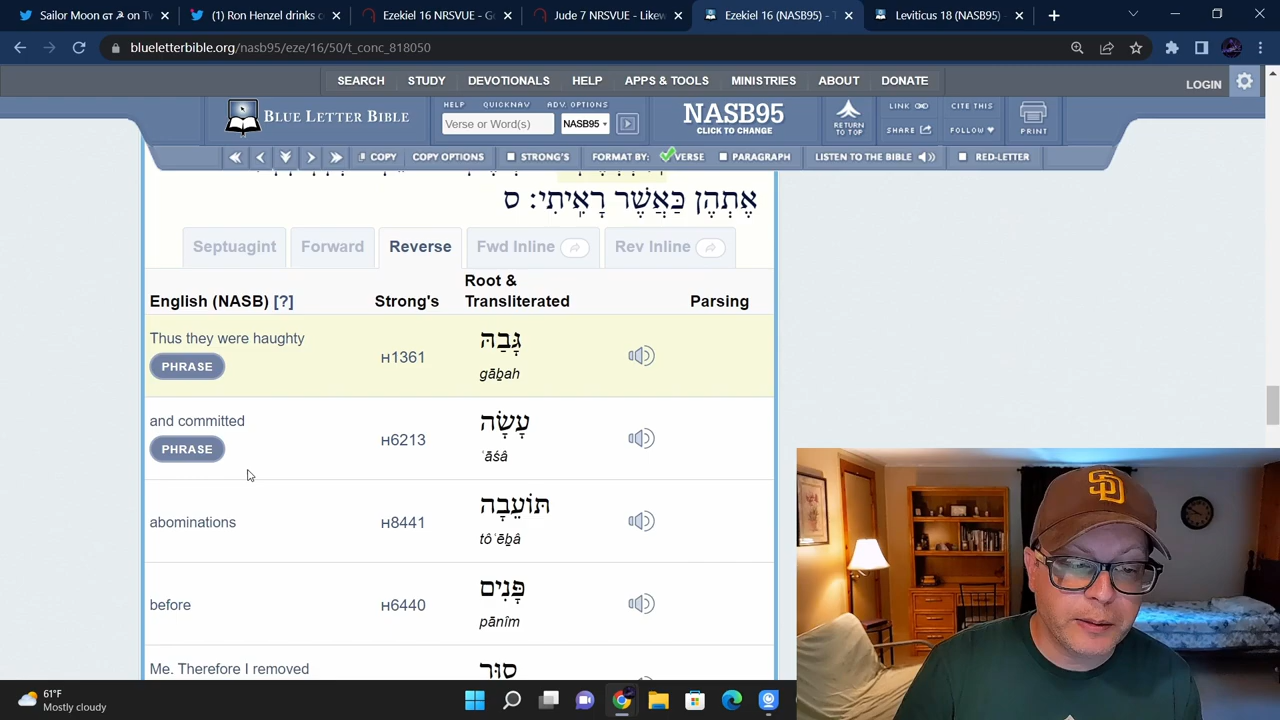 Sailor Moon GT ☭ on Tw
(1) Ron Henzel drinks c
Ezekiel 16 NRSVUE - G
Jude 7 NRSVUE - Likew
Ezekiel 16 (NASB95) - T
Leviticus 18 (NASB95) -
blueletterbible.org/nasb95/eze/16/50/t_conc_818050
SEARCH STUDY DEVOTIONALS HELP APPS & TOOLS MINISTRIES ABOUT DONATE
LOGIN
BLUE LETTER BIBLE
HELP QUICKNAV ADV. OPTIONS
Verse or Word(s) NASB95
NASB95
CLICK TO CHANGE
RETURN TO TOP
LINK
SHARE
CITE THIS
FOLLOW
PRINT
COPY COPY OPTIONS STRONG'S FORMAT BY: VERSE PARAGRAPH LISTEN TO THE BIBLE RED-LETTER
אֶתְהֶן כַּאֲשֶׁר רָאִֽיתִי׃ ס
Septuagint Forward Reverse Fwd Inline Rev Inline
English (NASB) [?] Strong's Root & Transliterated Parsing
Thus they were haughty
PHRASE
H1361
גָּבַהּ
gāḇah
and committed
PHRASE
H6213
עָשָׂה
ʿāśâ
abominations
H8441
תּוֹעֵבָה
tôʿēḇâ
before
H6440
פָּנִים
pānîm
Me. Therefore I removed
סוּר
SD
61°F
Mostly cloudy